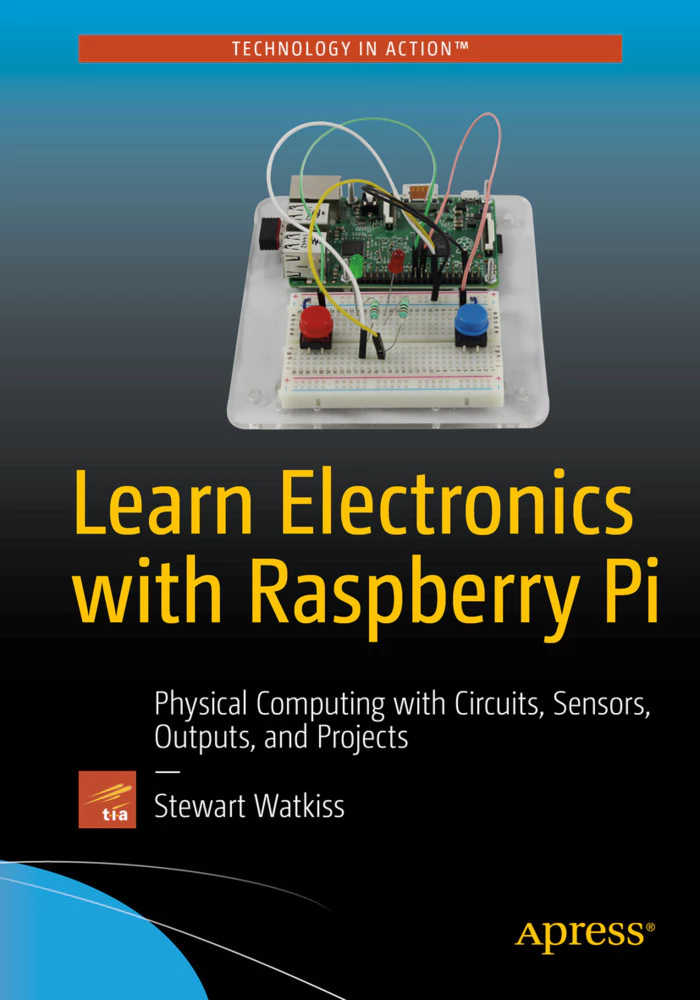 TECHNOLOGY IN ACTION™
Learn Electronics
with Raspberry Pi
Physical Computing with Circuits, Sensors,
Outputs, and Projects
Stewart Watkiss
t·i·a
Apress®